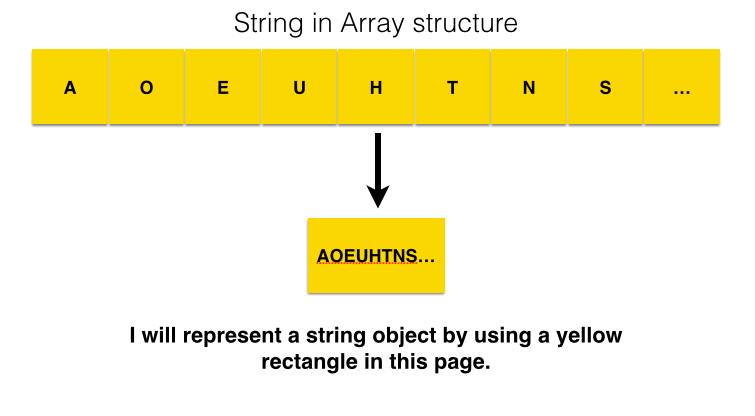 String in Array structure
A O E U H T N S ...
AOEUHTNS...
I will represent a string object by using a yellow
rectangle in this page.